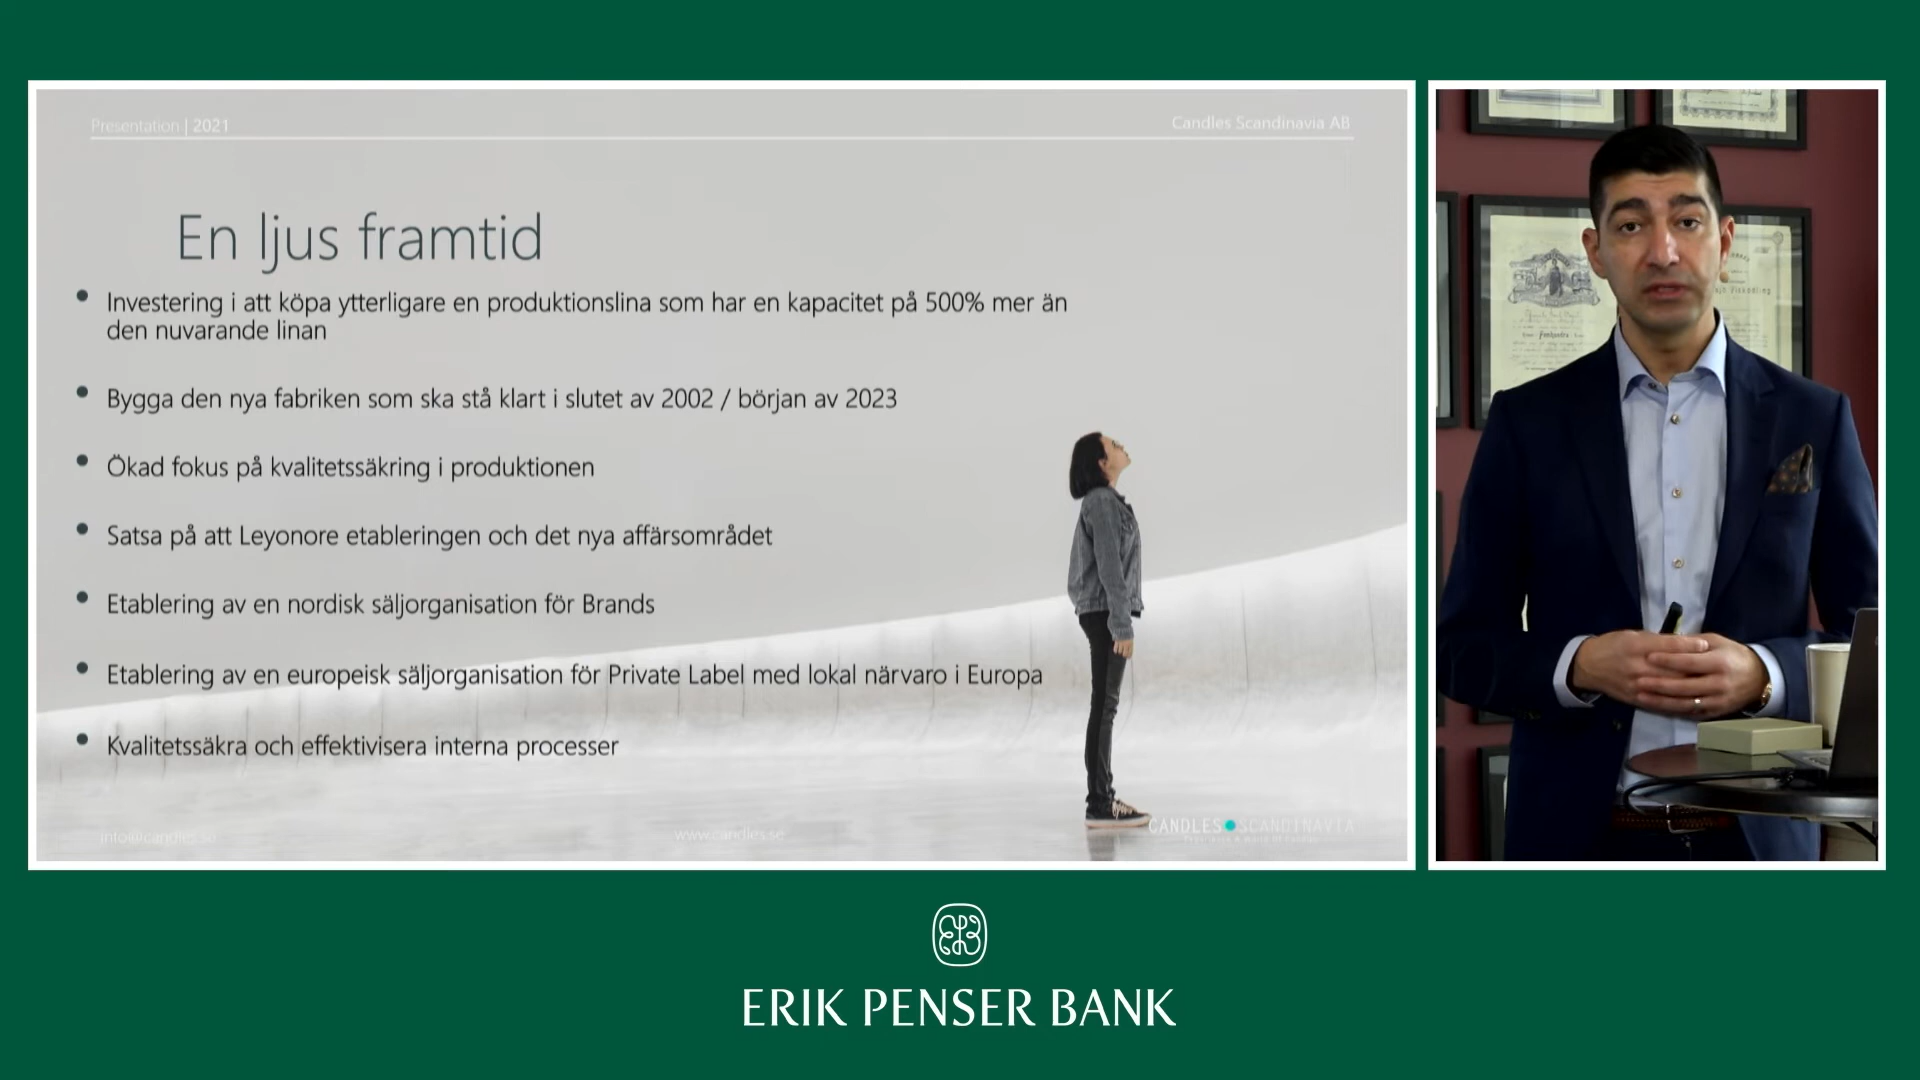 Presentation | 2021
Candles Scandinavia AB
En ljus framtid
• Investering i att köpa ytterligare en produktionslina som har en kapacitet på 500% mer än
den nuvarande linan
• Bygga den nya fabriken som ska stå klart i slutet av 2002 / början av 2023
• Ökad fokus på kvalitetssäkring i produktionen
• Satsa på att Leyonore etableringen och det nya affärsområdet
• Etablering av en nordisk säljorganisation för Brands
• Etablering av en europeisk säljorganisation för Private Label med lokal närvaro i Europa
• Kvalitetssäkra och effektivisera interna processer
info@candles.se
www.candles.se
CANDLES●SCANDINAVIA
ERIK PENSER BANK